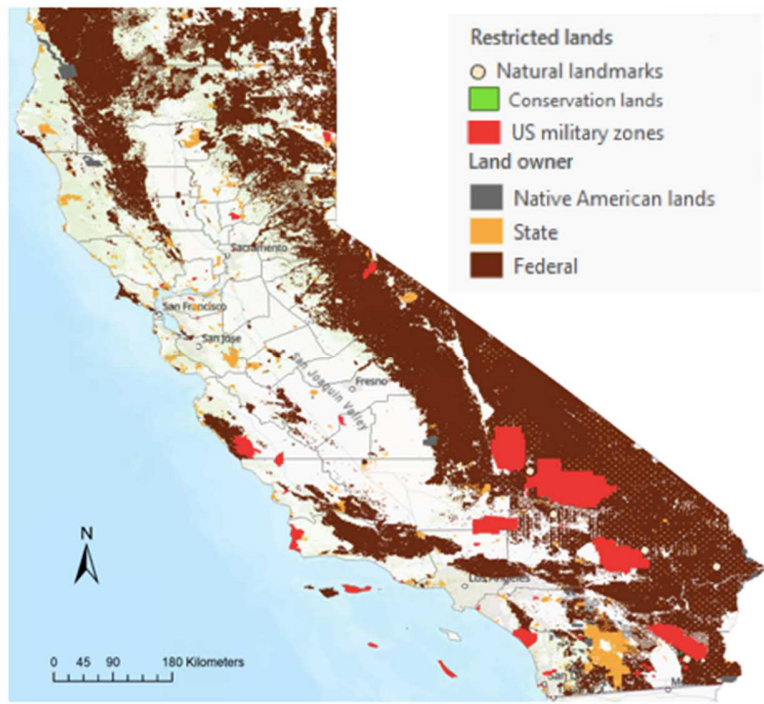 Restricted lands
Natural landmarks
Conservation lands
US military zones
Land owner
Native American lands
State
Federal
Sacramento
San Francisco
San Jose
San Joaquin Valley
Fresno
N
Los Angeles
0 45 90 180 Kilometers